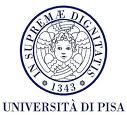 IN SUPREMÆ DIGNITATIS
· 1343 ·
UNIVERSITÀ DI PISA